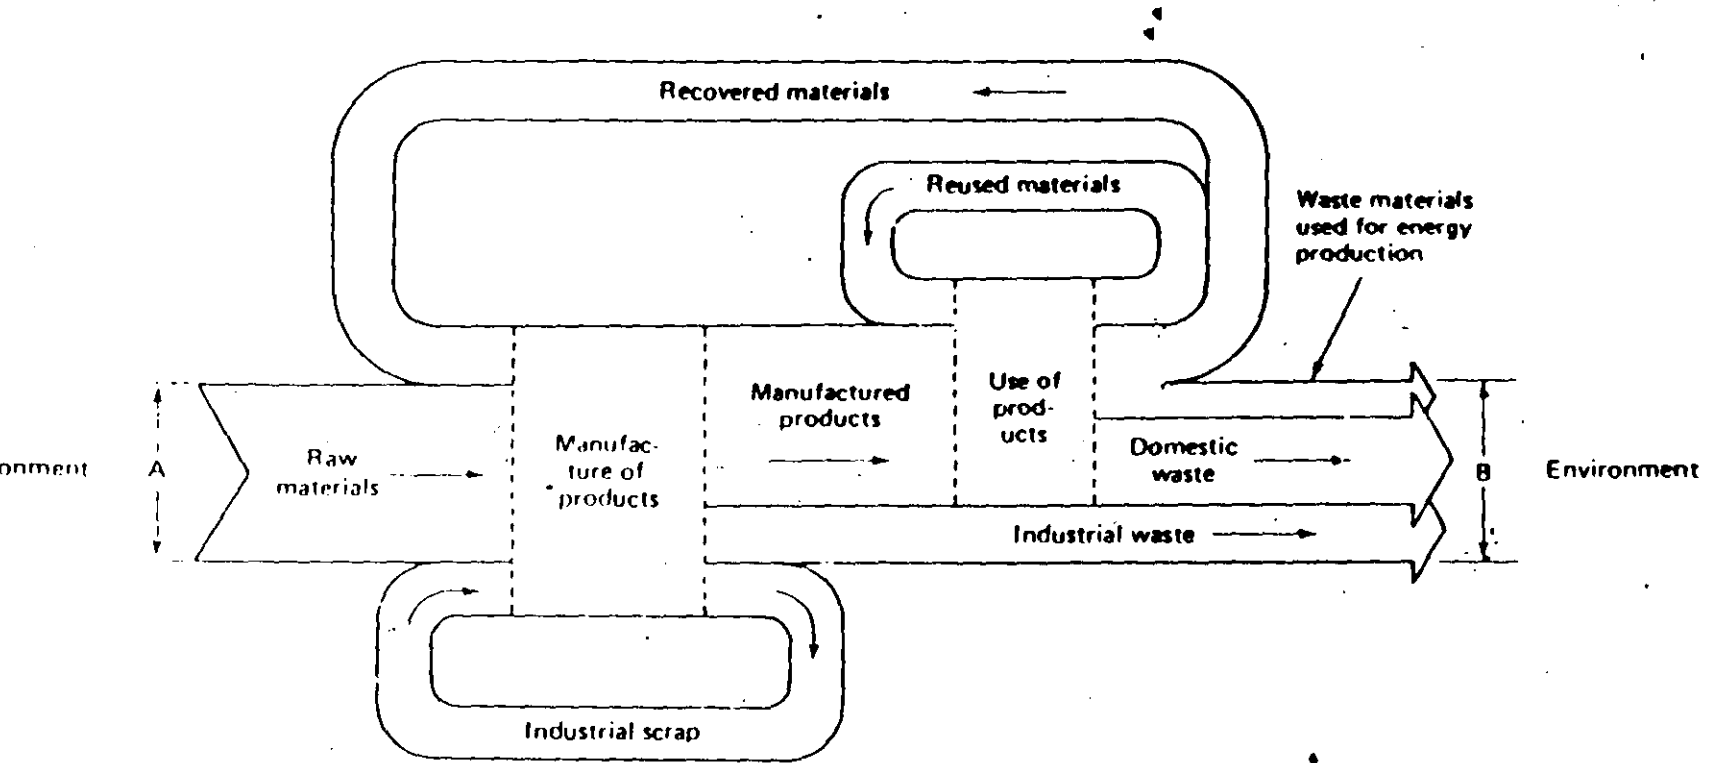 Recovered materials
Reused materials
Waste materials
used for energy
production
Manufactured
products
Use of
prod-
ucts
Manufac-
ture of
products
Raw
materials
Domestic
waste
onment
A
B
Environment
Industrial waste
Industrial scrap